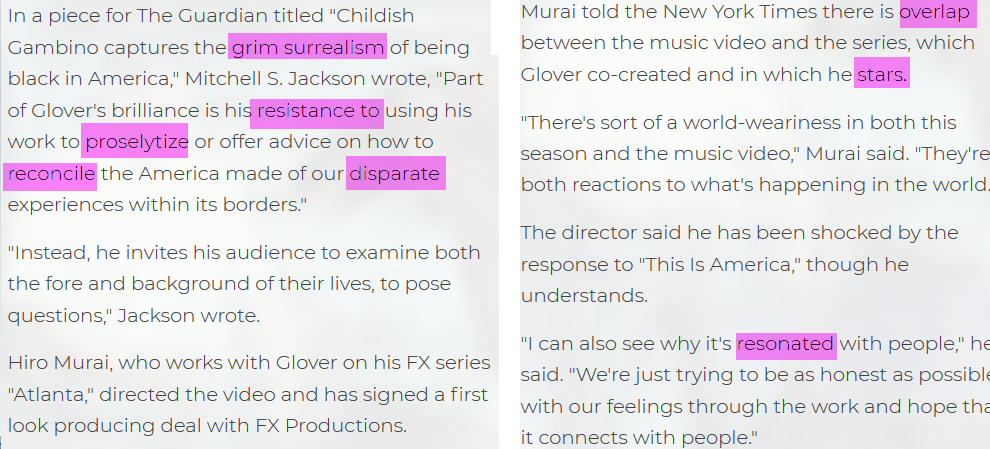 In a piece for The Guardian titled "Childish
Gambino captures the grim surrealism of being
black in America," Mitchell S. Jackson wrote, "Part
of Glover's brilliance is his resistance to using his
work to proselytize or offer advice on how to
reconcile the America made of our disparate
experiences within its borders."
"Instead, he invites his audience to examine both
the fore and background of their lives, to pose
questions," Jackson wrote.
Hiro Murai, who works with Glover on his FX series
"Atlanta," directed the video and has signed a first
look producing deal with FX Productions.
Murai told the New York Times there is overlap
between the music video and the series, which
Glover co-created and in which he stars.
"There's sort of a world-weariness in both this
season and the music video," Murai said. "They're
both reactions to what's happening in the world.
The director said he has been shocked by the
response to "This Is America," though he
understands.
"I can also see why it's resonated with people," he
said. "We're just trying to be as honest as possible
with our feelings through the work and hope tha
it connects with people."